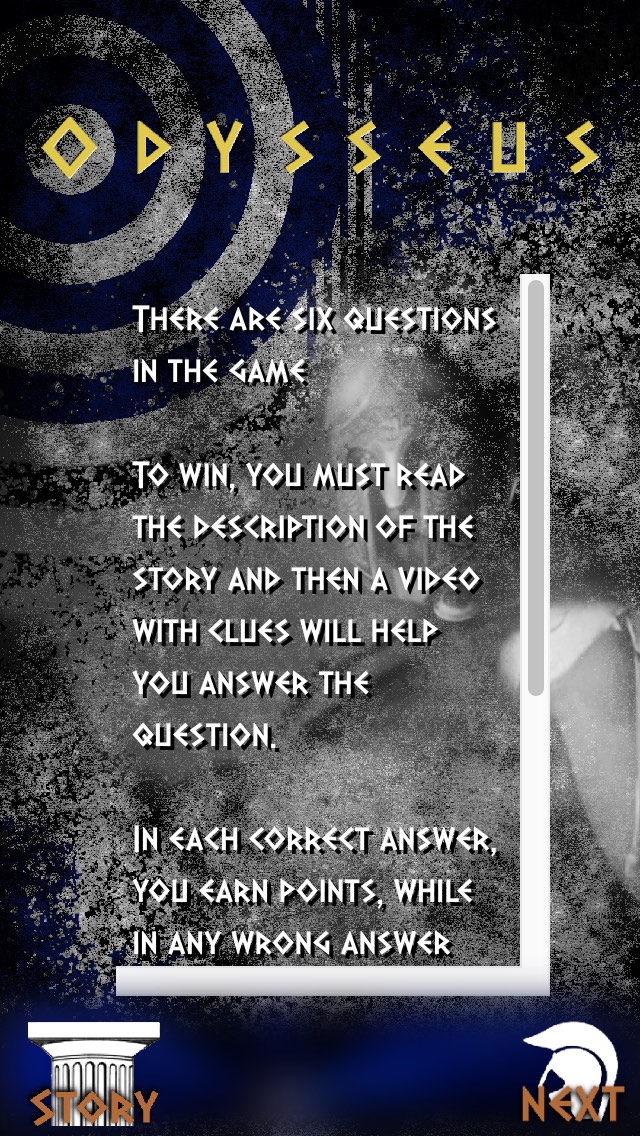 ODYSSEUS
THERE ARE SIX QUESTIONS
IN THE GAME
TO WIN, YOU MUST READ
THE DESCRIPTION OF THE
STORY AND THEN A VIDEO
WITH CLUES WILL HELP
YOU ANSWER THE
QUESTION.
IN EACH CORRECT ANSWER,
YOU EARN POINTS, WHILE
IN ANY WRONG ANSWER
STORY
NEXT